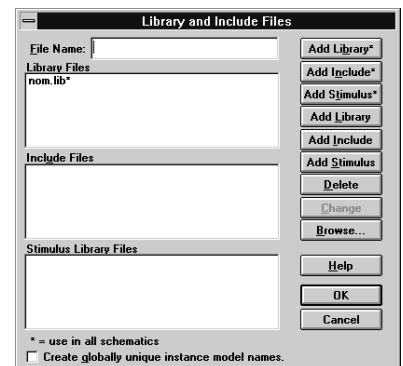 Library and Include Files
File Name:
Library Files
nom.lib*
Include Files
Stimulus Library Files
* = use in all schematics
Create globally unique instance model names.
Add Library*
Add Include*
Add Stimulus*
Add Library
Add Include
Add Stimulus
Delete
Change
Browse...
Help
OK
Cancel